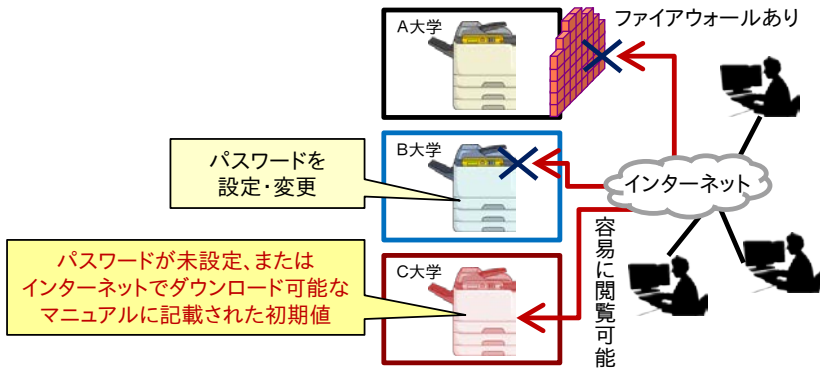 A大学
ファイアウォールあり
B大学
パスワードを
設定・変更
インターネット
C大学
パスワードが未設定、または
インターネットでダウンロード可能な
マニュアルに記載された初期値
容易に閲覧可能